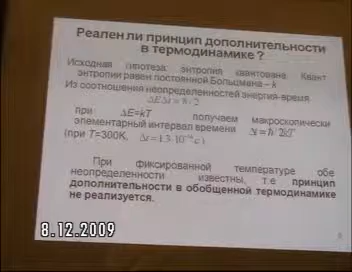 Реален ли принцип дополнительности
в термодинамике ?
Исходная гипотеза: энтропия квантована. Квант
энтропии равен постоянной Больцмана – k
Из соотношения неопределенностей энергия-время
ΔEΔt = ħ / 2
при ΔE=kT получаем макроскопически
элементарный интервал времени Δt = ħ / 2kT
(при T=300K,
При фиксированной температуре обе
неопределенности известны, т.е. принцип
дополнительности в обобщенной термодинамике
не реализуется.
8.12.2009